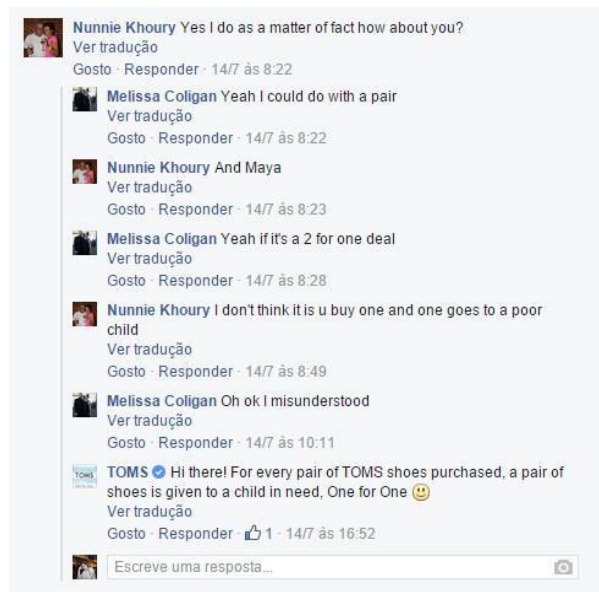 Nunnie Khoury Yes I do as a matter of fact how about you?
Ver tradução
Gosto · Responder · 14/7 às 8:22
Melissa Coligan Yeah I could do with a pair
Ver tradução
Gosto · Responder · 14/7 às 8:22
Nunnie Khoury And Maya
Ver tradução
Gosto · Responder · 14/7 às 8:23
Melissa Coligan Yeah if it's a 2 for one deal
Ver tradução
Gosto · Responder · 14/7 às 8:28
Nunnie Khoury I don't think it is u buy one and one goes to a poor
child
Ver tradução
Gosto · Responder · 14/7 às 8:49
Melissa Coligan Oh ok I misunderstood
Ver tradução
Gosto · Responder · 14/7 às 10:11
TOMS
TOMS Hi there! For every pair of TOMS shoes purchased, a pair of
shoes is given to a child in need, One for One
Ver tradução
Gosto · Responder · 1 · 14/7 às 16:52
Escreve uma resposta...